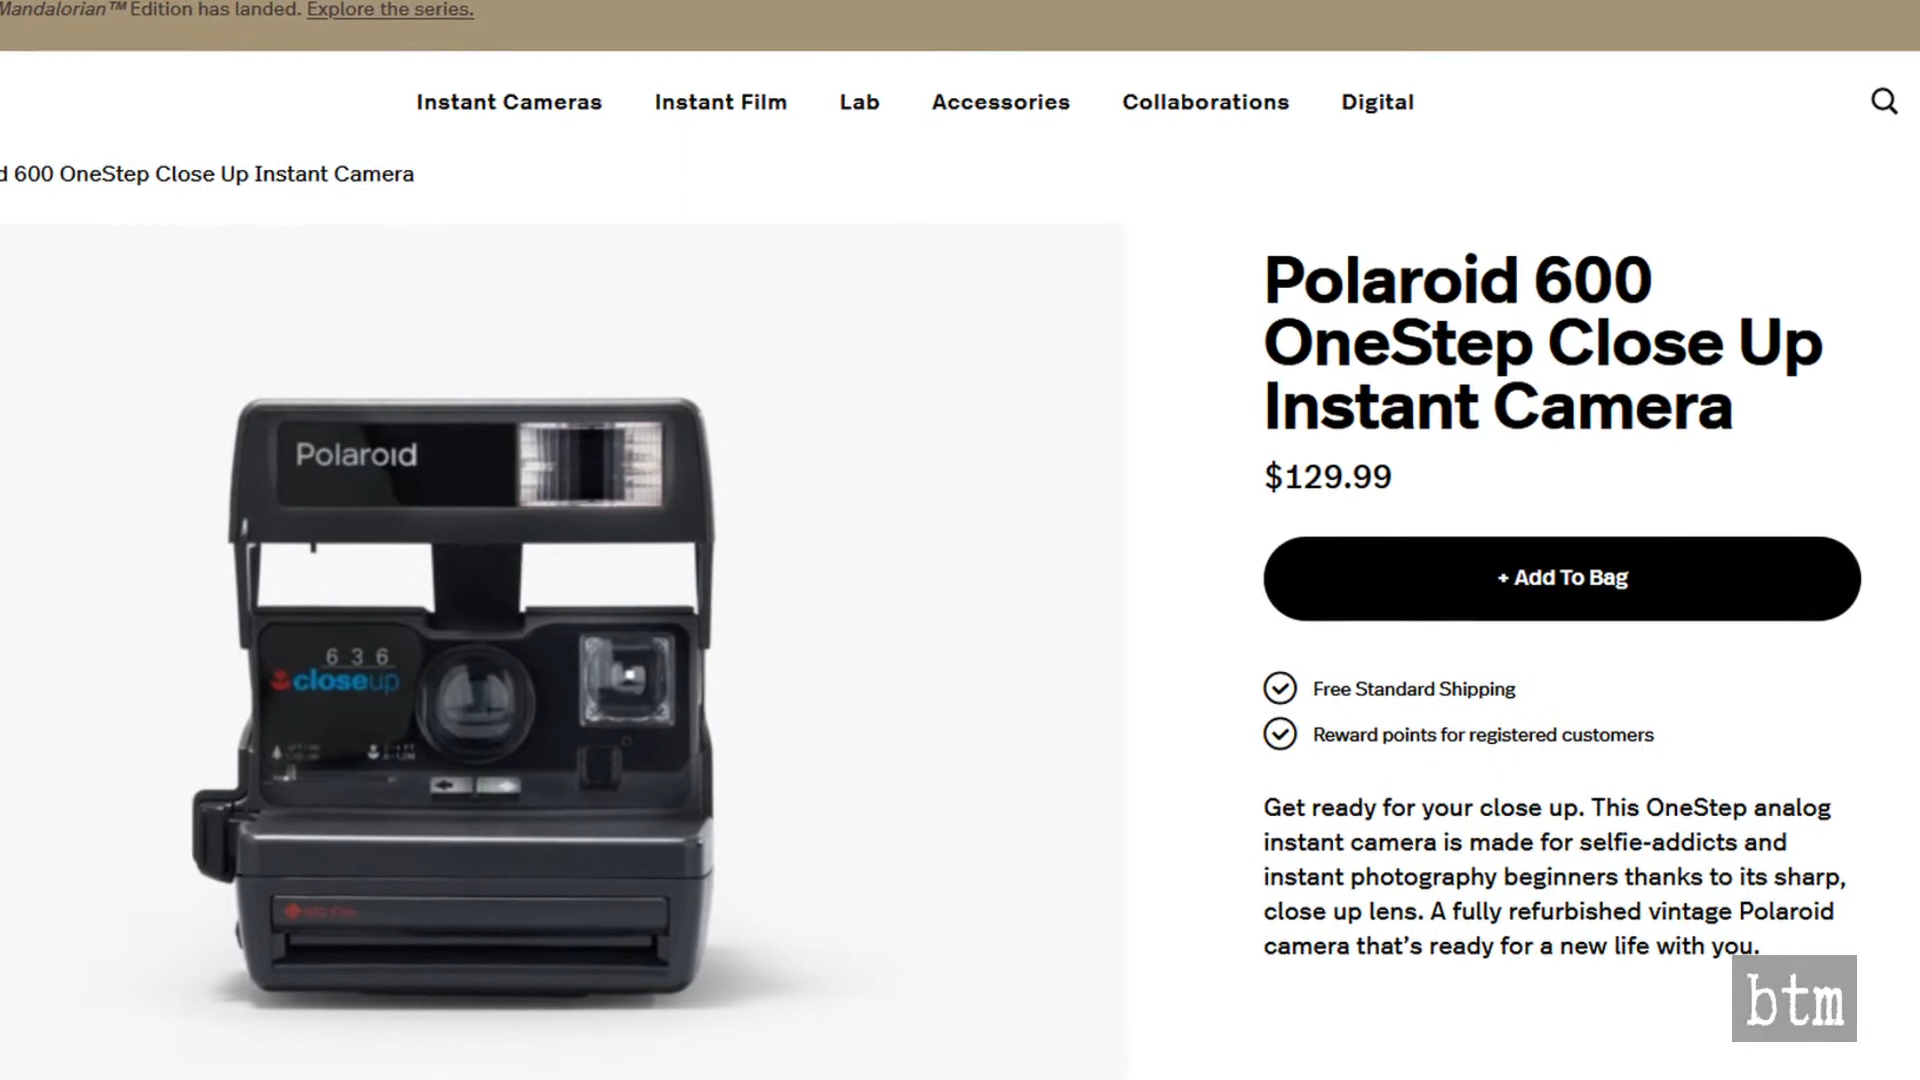 Mandalorian™ Edition has landed. Explore the series.
Instant Cameras Instant Film Lab Accessories Collaborations Digital
d 600 OneStep Close Up Instant Camera
Polaroid 600
OneStep Close Up
Instant Camera
$129.99
+ Add To Bag
Free Standard Shipping
Reward points for registered customers
Get ready for your close up. This OneStep analog
instant camera is made for selfie-addicts and
instant photography beginners thanks to its sharp,
close up lens. A fully refurbished vintage Polaroid
camera that's ready for a new life with you.
Polaroid
636
closeup
btm